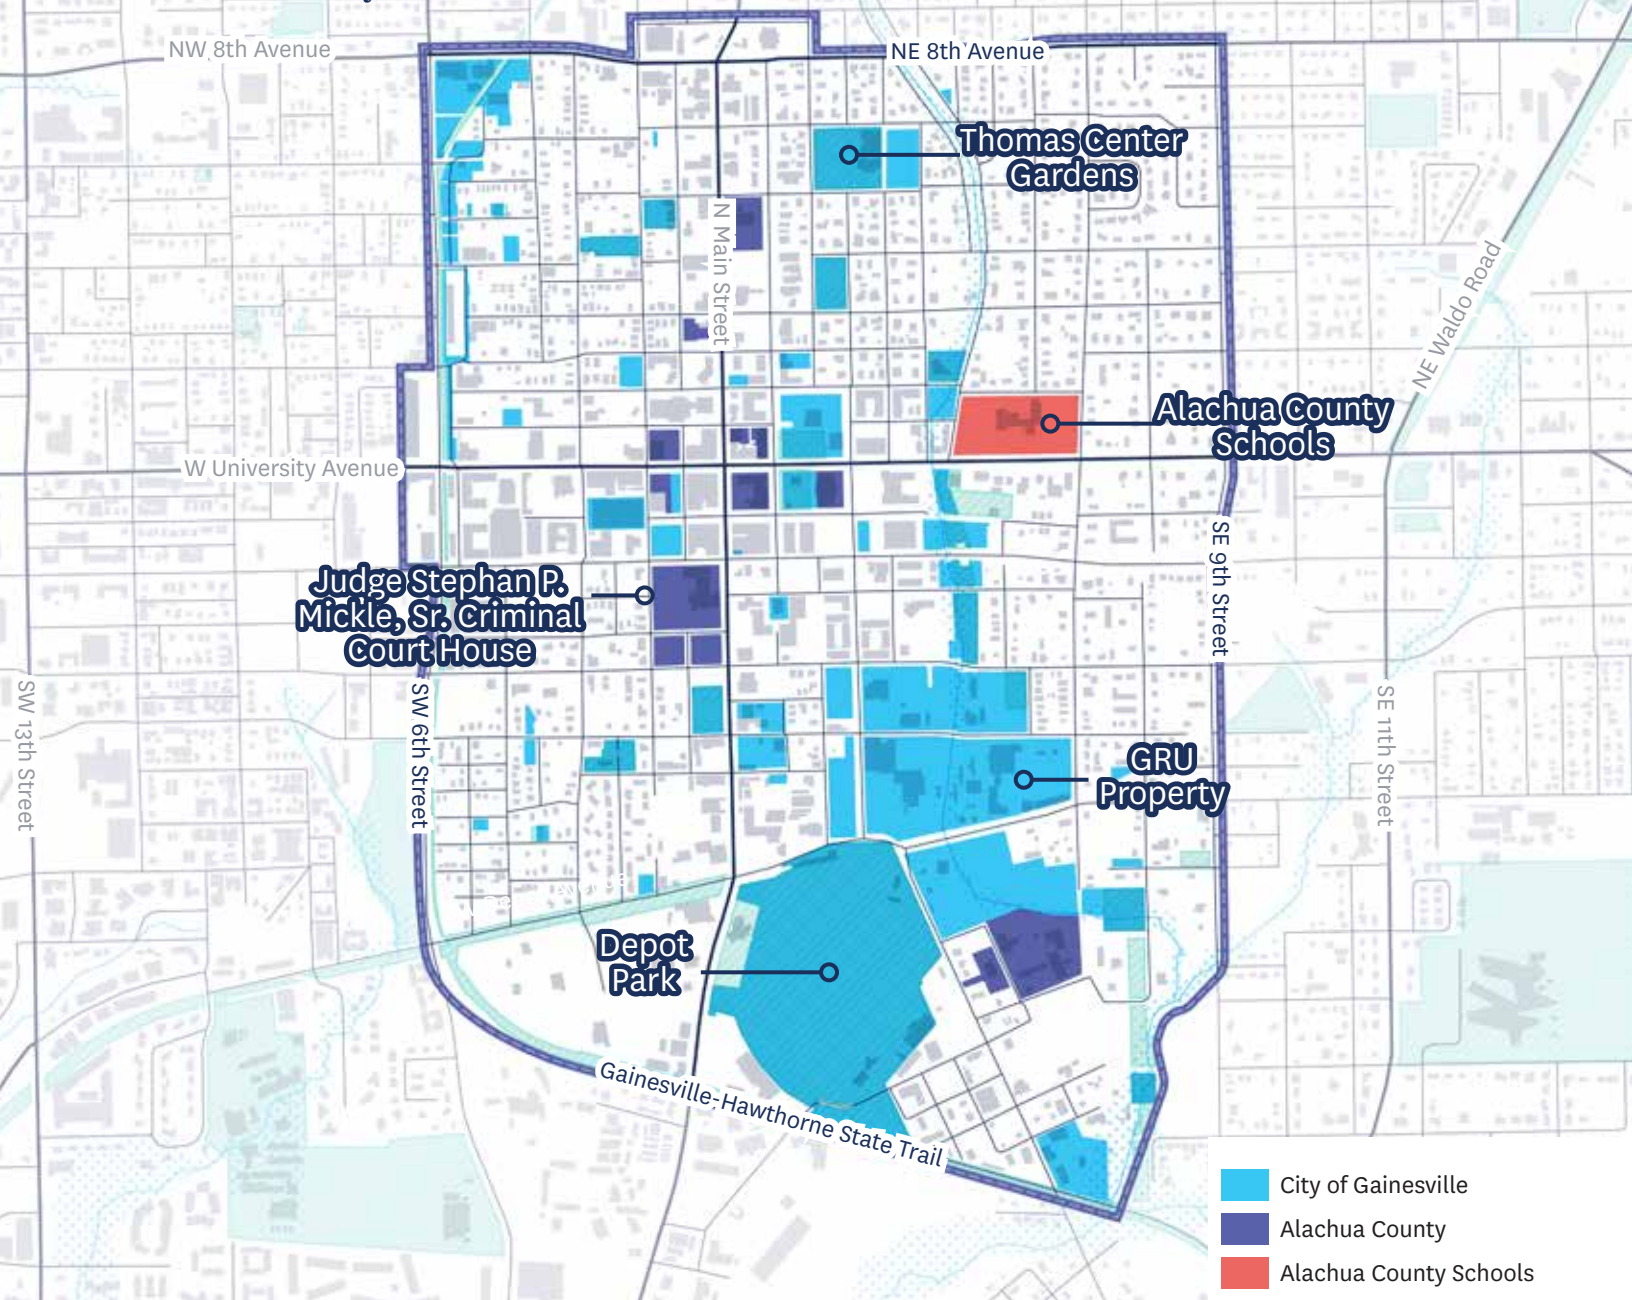 NW 8th Avenue
NE 8th Avenue
Thomas Center
Gardens
N Main Street
NE Waldo Road
Alachua County
Schools
W University Avenue
SE 9th Street
Judge Stephan P.
Mickle, Sr. Criminal
Court House
SW 13th Street
SW 6th Street
SE 11th Street
GRU
Property
Depot
Park
Gainesville-Hawthorne State Trail
City of Gainesville
Alachua County
Alachua County Schools